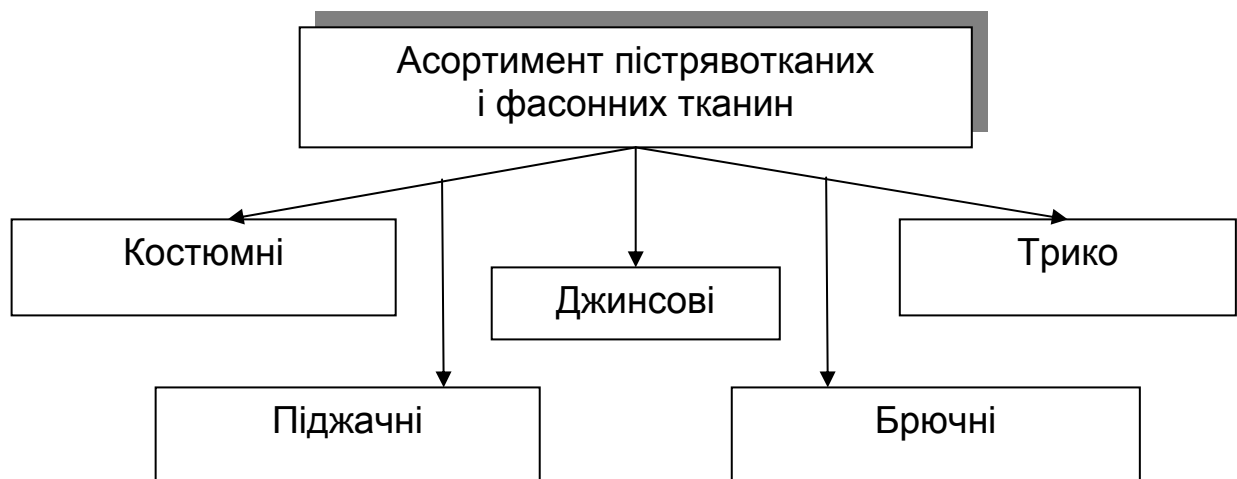 Асортимент пістрявотканих
і фасонних тканин
Костюмні
Трико
Джинсові
Піджачні
Брючні